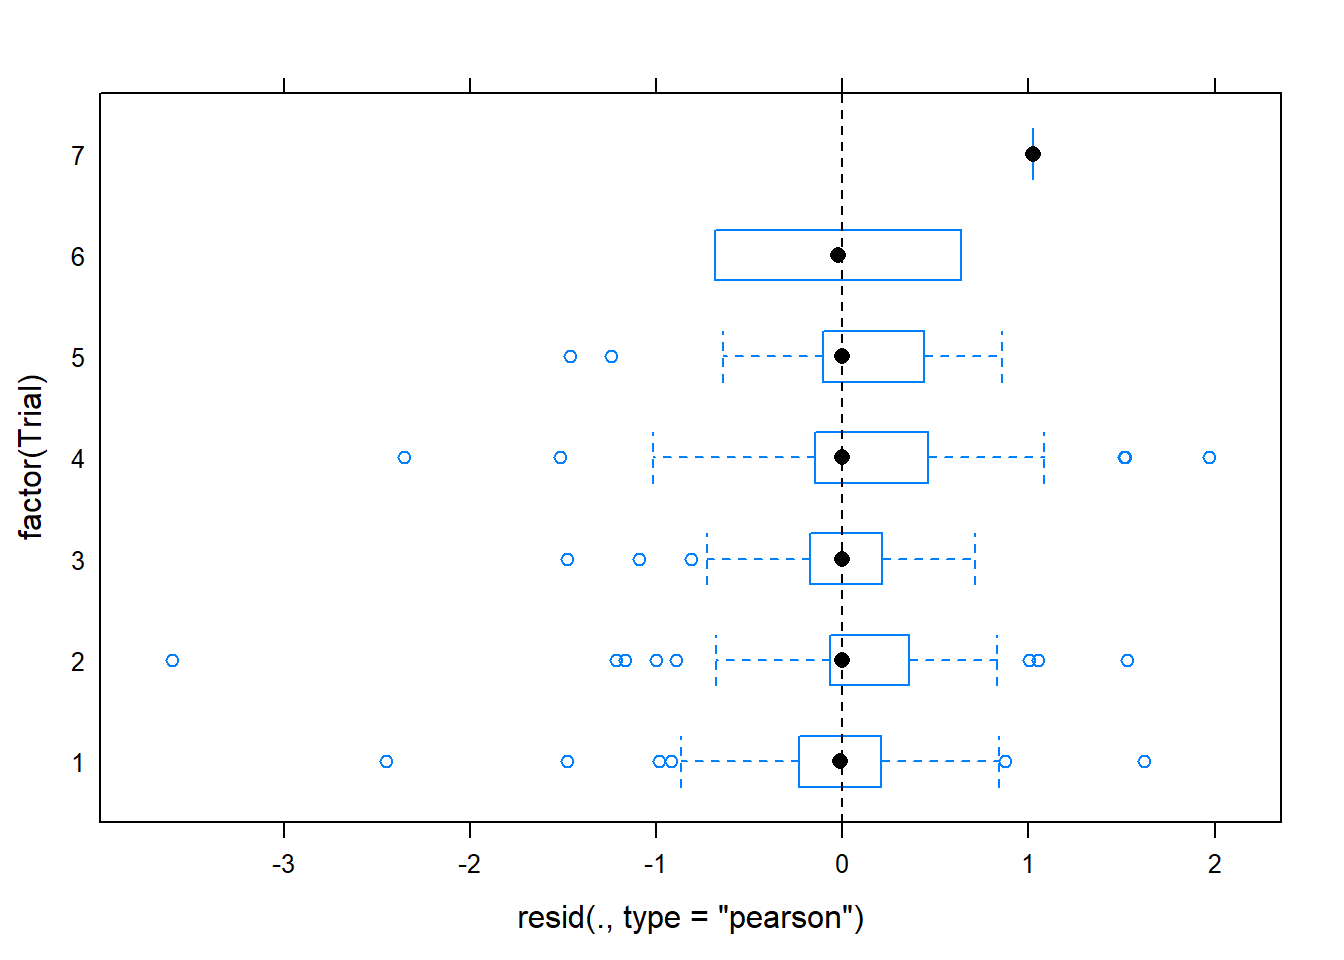 7
6
5
4
3
2
1
factor(Trial)
-3 -2 -1 0 1 2
resid(., type = "pearson")